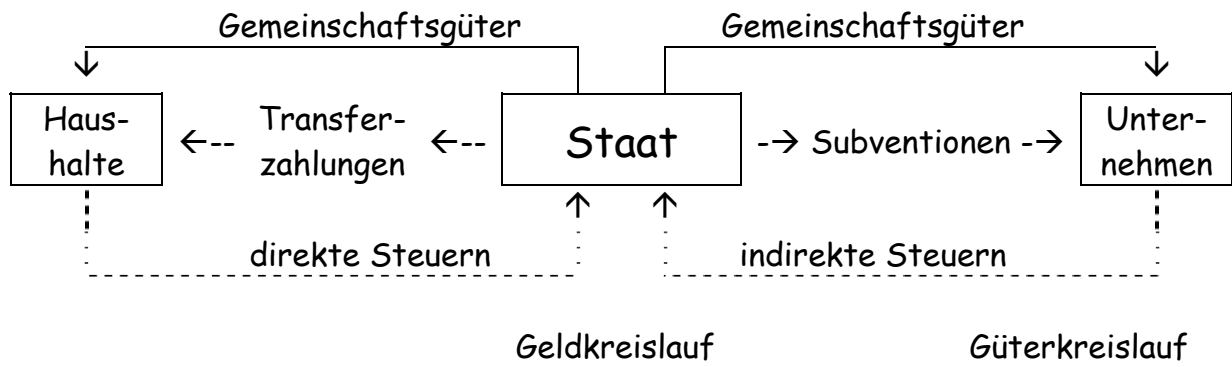 Gemeinschaftsgüter Gemeinschaftsgüter
Haus-
halte
Transfer-
zahlungen
Staat
Subventionen
Unter-
nehmen
direkte Steuern indirekte Steuern
Geldkreislauf Güterkreislauf